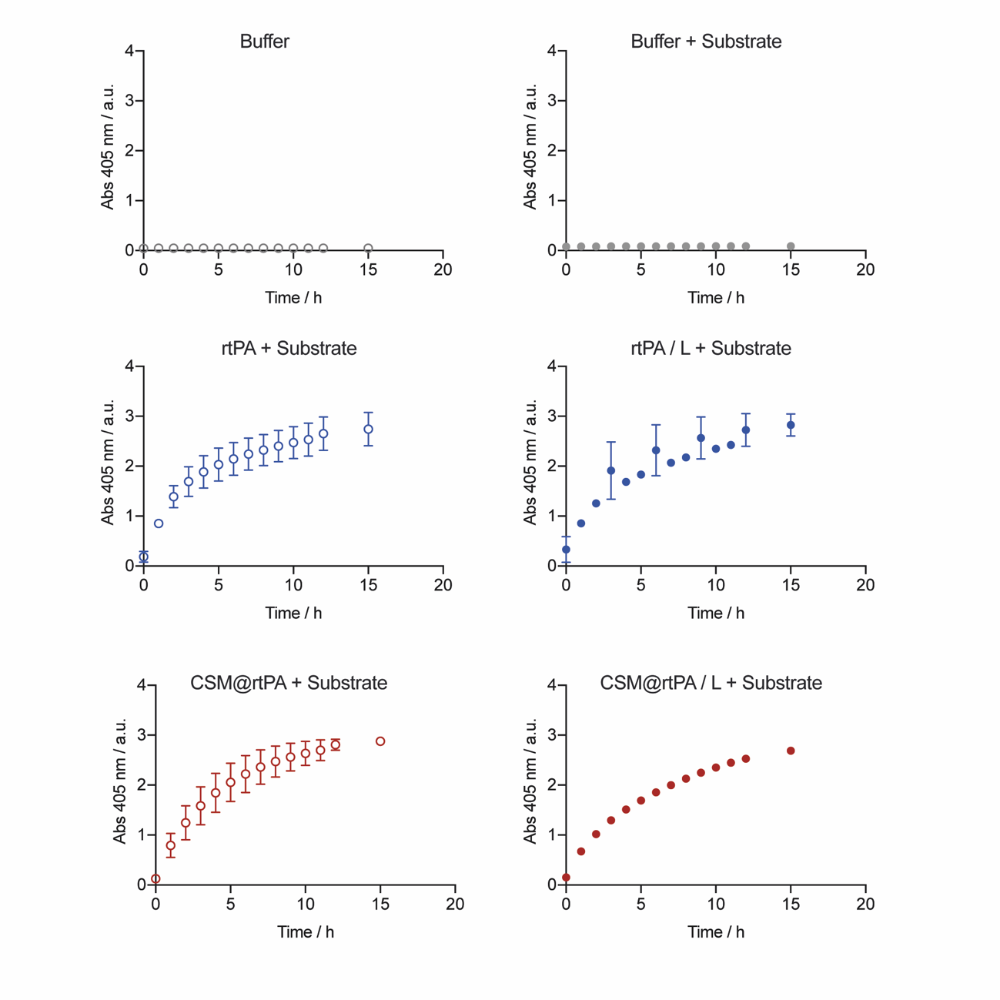 Buffer
Abs 405 nm / a.u.
4
3
2
1
0
0 5 10 15 20
Time / h
Buffer + Substrate
Abs 405 nm / a.u.
4
3
2
1
0
0 5 10 15 20
Time / h
rtPA + Substrate
Abs 405 nm / a.u.
4
3
2
1
0
0 5 10 15 20
Time / h
rtPA / L + Substrate
Abs 405 nm / a.u.
4
3
2
1
0
0 5 10 15 20
Time / h
CSM@rtPA + Substrate
Abs 405 nm / a.u.
4
3
2
1
0
0 5 10 15 20
Time / h
CSM@rtPA / L + Substrate
Abs 405 nm / a.u.
4
3
2
1
0
0 5 10 15 20
Time / h